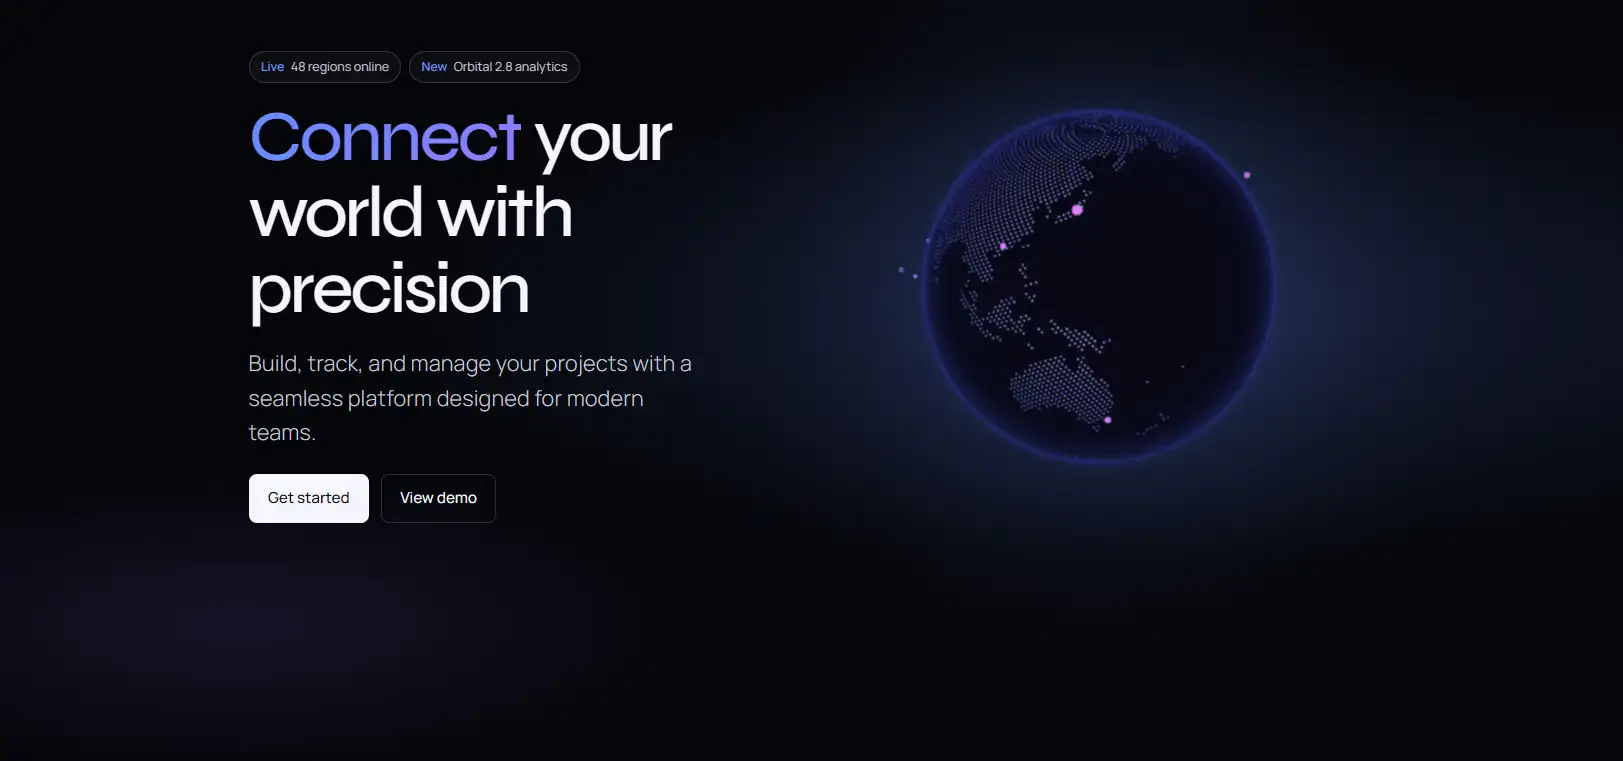 Live 48 regions online
New Orbital 2.8 analytics
Connect your
world with
precision
Build, track, and manage your projects with a
seamless platform designed for modern
teams.
Get started
View demo